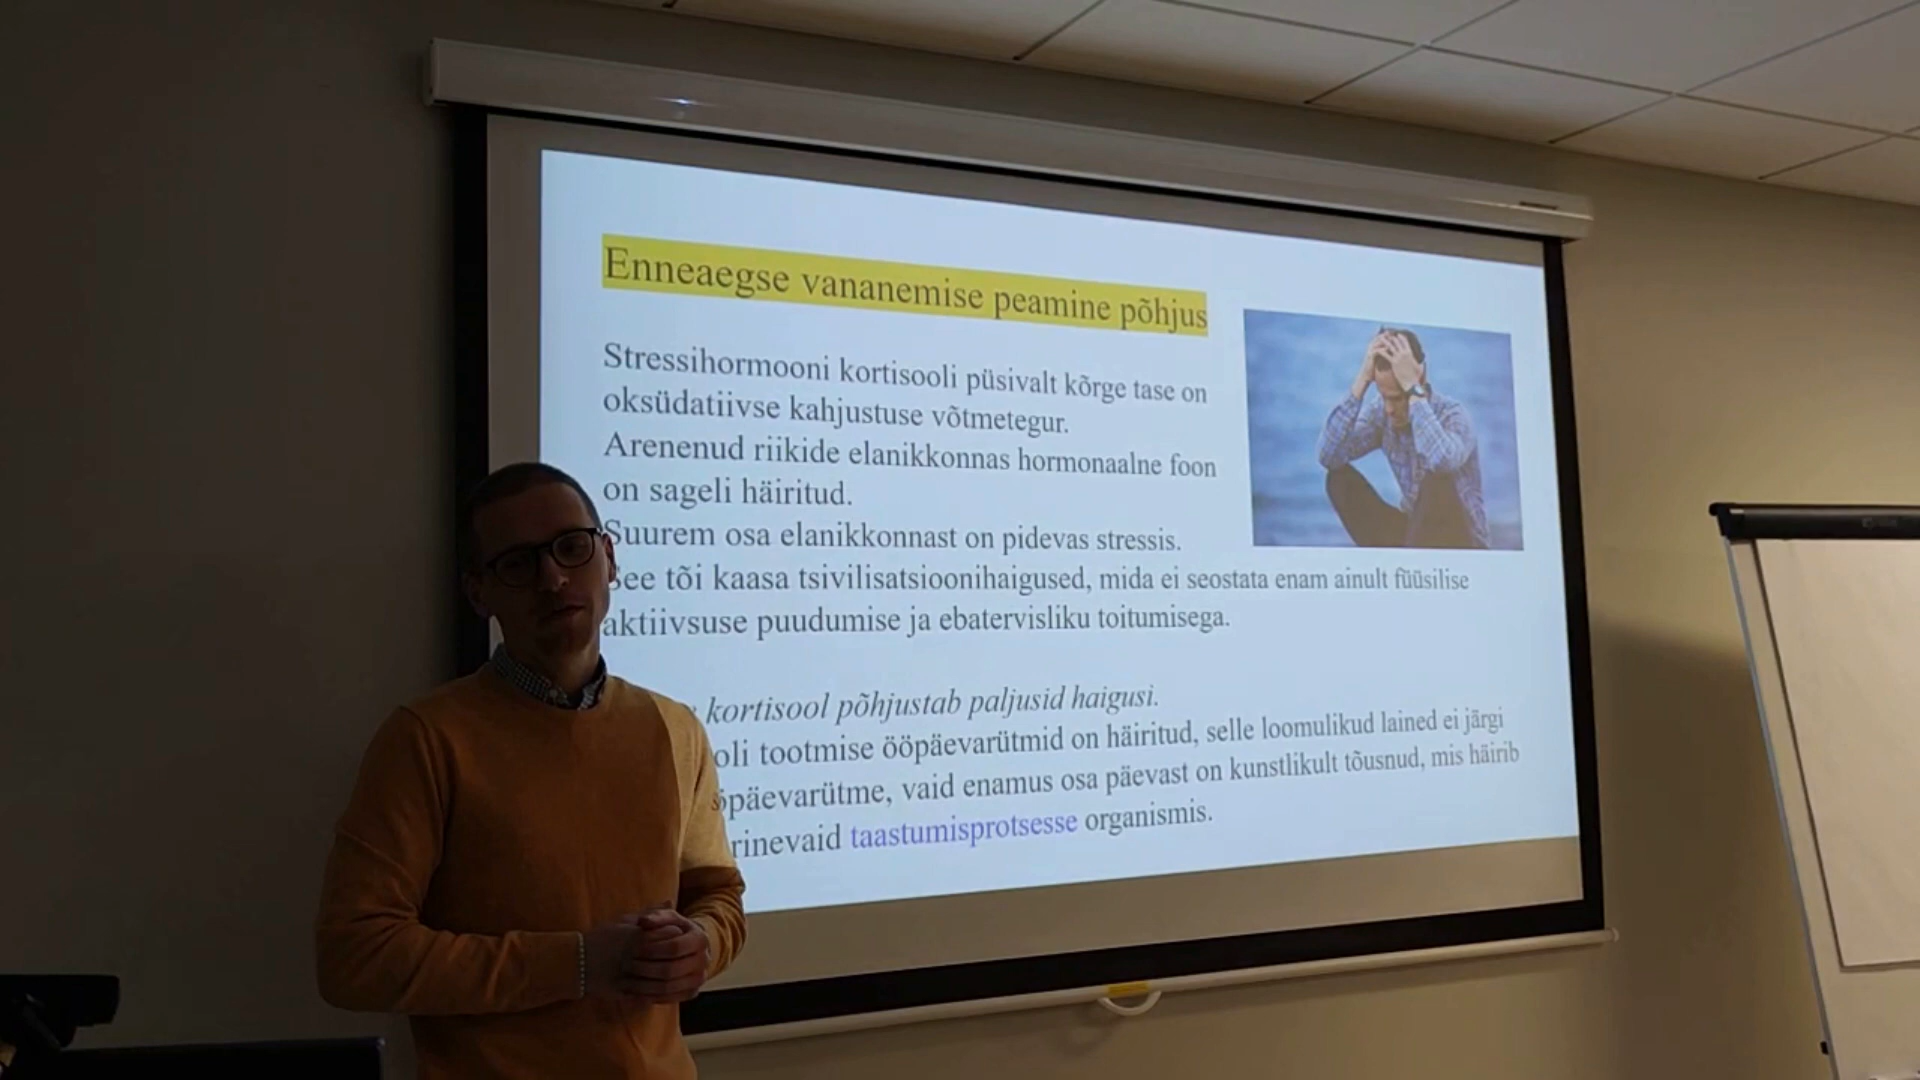 Enneaegse vananemise peamine põhjus
Stressihormooni kortisooli püsivalt kõrge tase on
oksüdatiivse kahjustuse võtmetegur.
Arenenud riikide elanikkonnas hormonaalne foon
on sageli häiritud.
Suurem osa elanikkonnast on pidevas stressis.
See tõi kaasa tsivilisatsioonihaigused, mida ei seostata enam ainult füüsilise
aktiivsuse puudumise ja ebatervisliku toitumisega.
kortisool põhjustab paljusid haigusi.
oli tootmise ööpäevarütmid on häiritud, selle loomulikud lained ei järgi
öpäevarütme, vaid enamus osa päevast on kunstlikult tõusnud, mis häirib
rinevaid taastumisprotsesse organismis.